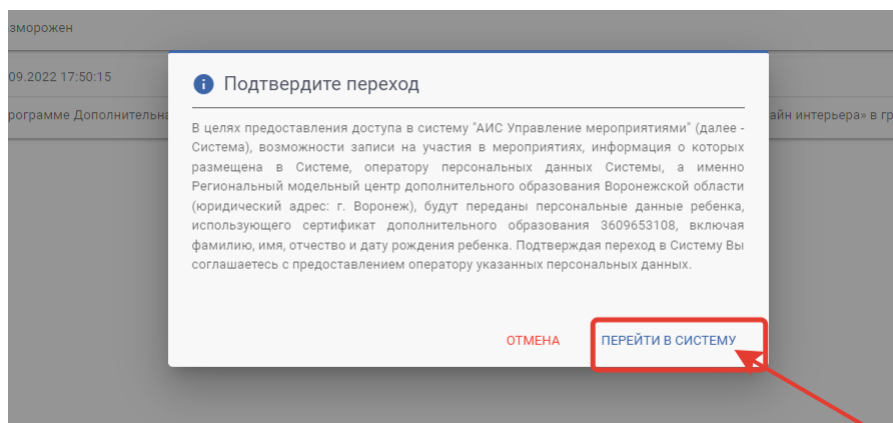 зморожен
09.2022 17:50:15
Подтвердите переход
рограмме Дополнительна
айн интерьера» в гр
В целях предоставления доступа в систему "АИС Управление мероприятиями" (далее -
Система), возможности записи на участия в мероприятиях, информация о которых
размещена в Системе, оператору персональных данных Системы, а именно
Региональный модельный центр дополнительного образования Воронежской области
(юридический адрес: г. Воронеж), будут переданы персональные данные ребенка,
использующего сертификат дополнительного образования 3609653108, включая
фамилию, имя, отчество и дату рождения ребенка. Подтверждая переход в Систему Вы
соглашаетесь с предоставлением оператору указанных персональных данных.
ОТМЕНА
ПЕРЕЙТИ В СИСТЕМУ